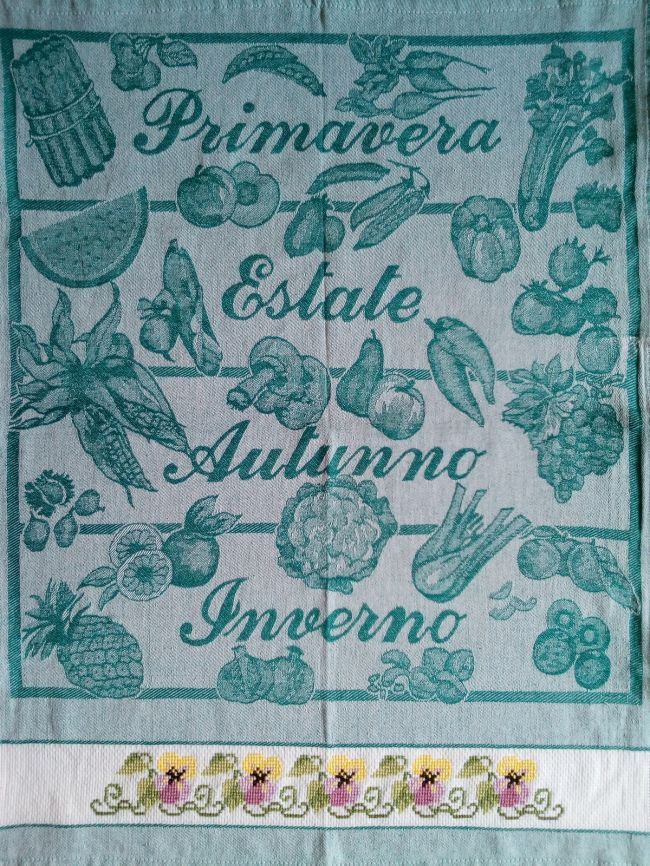 Primavera
Estate
Autunno
Inverno